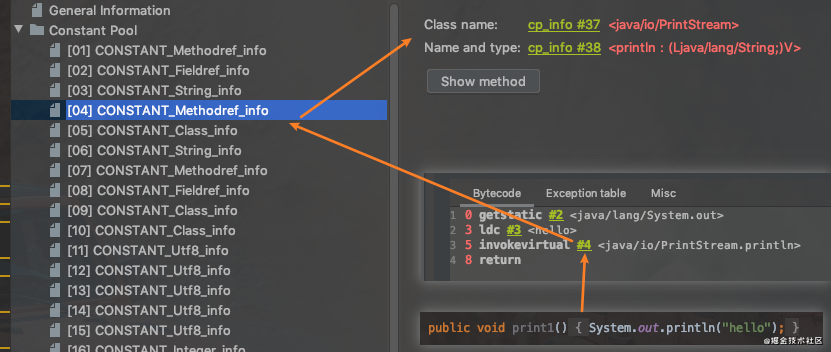 General Information
Constant Pool
[01] CONSTANT_Methodref_info
[02] CONSTANT_Fieldref_info
[03] CONSTANT_String_info
[04] CONSTANT_Methodref_info
[05] CONSTANT_Class_info
[06] CONSTANT_String_info
[07] CONSTANT_Methodref_info
[08] CONSTANT_Fieldref_info
[09] CONSTANT_Class_info
[10] CONSTANT_Class_info
[11] CONSTANT_Utf8_info
[12] CONSTANT_Utf8_info
[13] CONSTANT_Utf8_info
[14] CONSTANT_Utf8_info
[15] CONSTANT_Utf8_info
[16] CONSTANT_Integer_info
Class name: cp_info #37 <java/io/PrintStream>
Name and type: cp_info #38 <println : (Ljava/lang/String;)V>
Show method
Bytecode Exception table Misc
1 0 getstatic #2 <java/lang/System.out>
2 3 ldc #3 <hello>
3 5 invokevirtual #4 <java/io/PrintStream.println>
4 8 return
public void print1() { System.out.println("hello"); }
@掘金技术社区